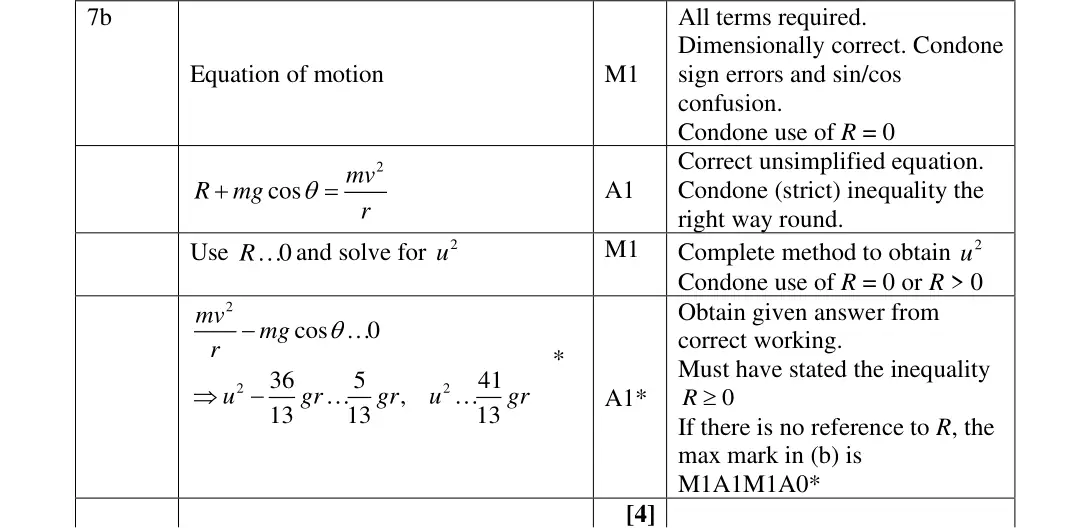 7b
Equation of motion
M1
All terms required.
Dimensionally correct. Condone
sign errors and sin/cos
confusion.
Condone use of R = 0
R + mg cos θ = mv²/r
A1
Correct unsimplified equation.
Condone (strict) inequality the
right way round.
Use R…0 and solve for u²
M1
Complete method to obtain u²
Condone use of R = 0 or R > 0
mv²/r − mg cos θ …0
⇒ u² − 36/13 gr … 5/13 gr, u² … 41/13 gr
*
A1*
Obtain given answer from
correct working.
Must have stated the inequality
R ≥ 0
If there is no reference to R, the
max mark in (b) is
M1A1M1A0*
[4]